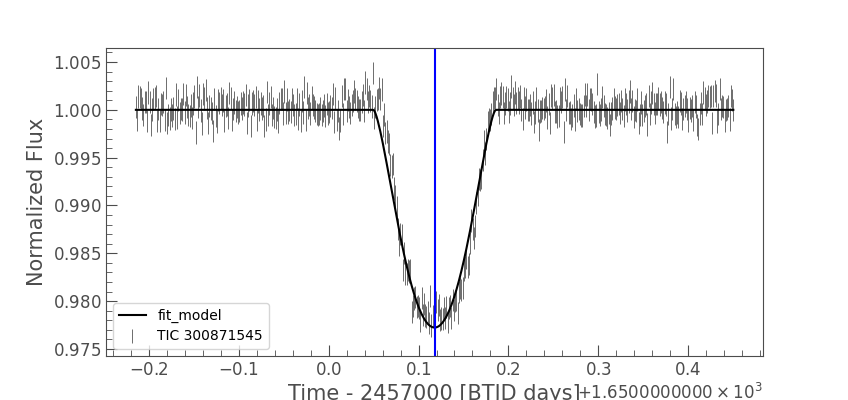 1.005
1.000
0.995
0.990
0.985
0.980
0.975
Normalized Flux
fit_model
TIC 300871545
−0.2 −0.1 0.0 0.1 0.2 0.3 0.4
Time - 2457000 [BTJD days]
+1.6500000000 × 10³